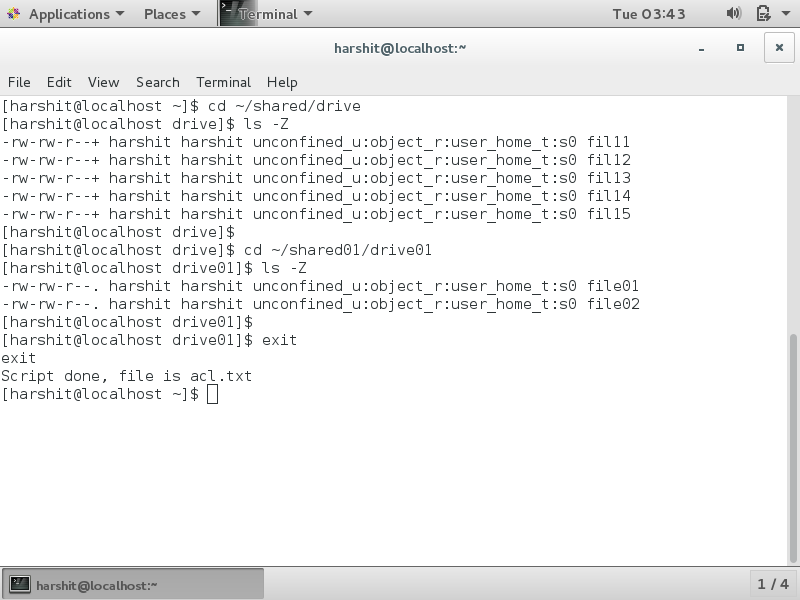 Applications Places Terminal Tue 03:43
harshit@localhost:~
File Edit View Search Terminal Help
[harshit@localhost ~]$ cd ~/shared/drive
[harshit@localhost drive]$ ls -Z
-rw-rw-r--+ harshit harshit unconfined_u:object_r:user_home_t:s0 fil11
-rw-rw-r--+ harshit harshit unconfined_u:object_r:user_home_t:s0 fil12
-rw-rw-r--+ harshit harshit unconfined_u:object_r:user_home_t:s0 fil13
-rw-rw-r--+ harshit harshit unconfined_u:object_r:user_home_t:s0 fil14
-rw-rw-r--+ harshit harshit unconfined_u:object_r:user_home_t:s0 fil15
[harshit@localhost drive]$
[harshit@localhost drive]$ cd ~/shared01/drive01
[harshit@localhost drive01]$ ls -Z
-rw-rw-r--. harshit harshit unconfined_u:object_r:user_home_t:s0 file01
-rw-rw-r--. harshit harshit unconfined_u:object_r:user_home_t:s0 file02
[harshit@localhost drive01]$
[harshit@localhost drive01]$ exit
exit
Script done, file is acl.txt
[harshit@localhost ~]$
harshit@localhost:~ 1 / 4